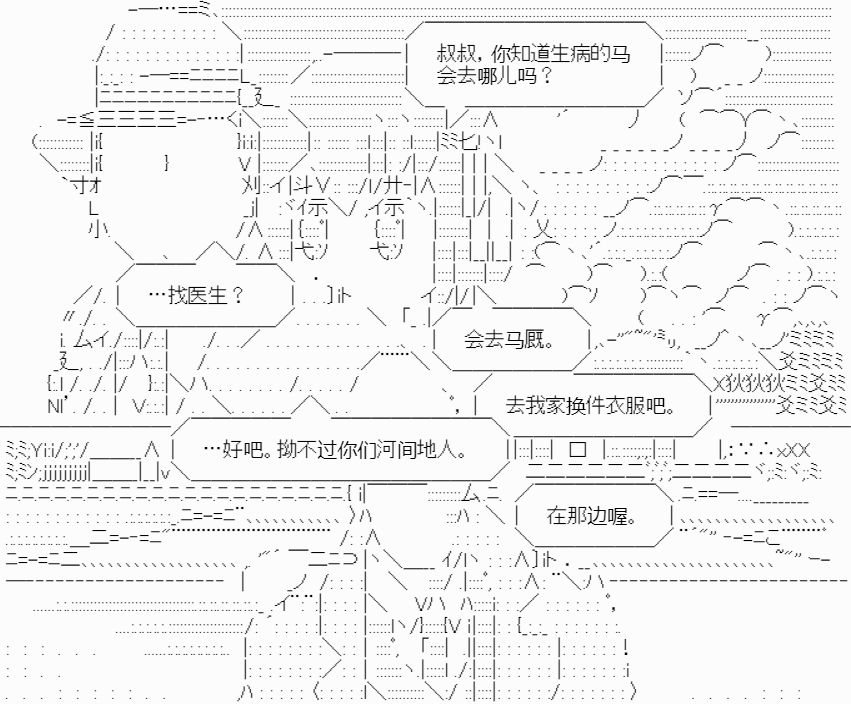 叔叔，你知道生病的马
会去哪儿吗？
…找医生？
会去马厩。
去我家换件衣服吧。
…好吧。拗不过你们河间地人。
在那边喔。